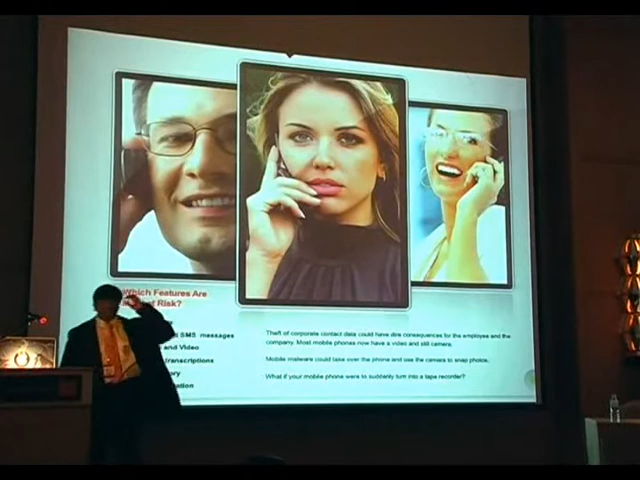 Which Features Are
Risk?
SMS messages
and Video
transcriptions
Theft of corporate contact data could have dire consequences for the employee and the
company. Most mobile phones now have a video and still camera.
Mobile malware could take over the phone and use the camera to snap photos.
What if your mobile phone were to suddenly turn into a tape recorder?